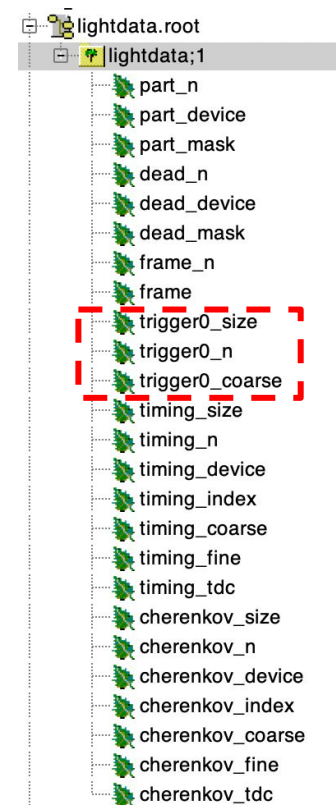 lightdata.root
lightdata;1
part_n
part_device
part_mask
dead_n
dead_device
dead_mask
frame_n
frame
trigger0_size
trigger0_n
trigger0_coarse
timing_size
timing_n
timing_device
timing_index
timing_coarse
timing_fine
timing_tdc
cherenkov_size
cherenkov_n
cherenkov_device
cherenkov_index
cherenkov_coarse
cherenkov_fine
cherenkov_tdc